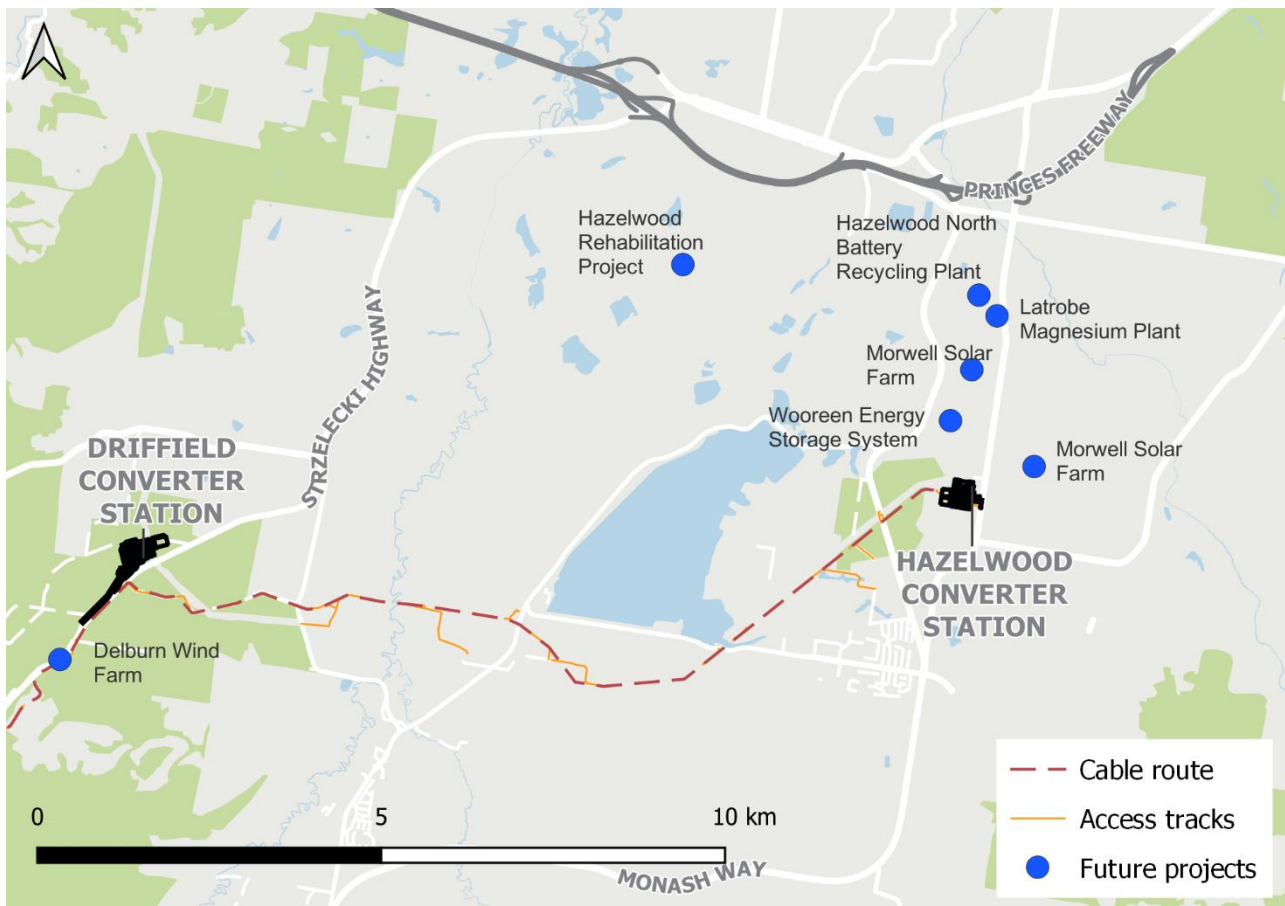 PRINCES FREEWAY
Hazelwood
Rehabilitation
Project
Hazelwood North
Battery
Recycling Plant
Latrobe
Magnesium Plant
Morwell Solar
Farm
STRZELECKI HIGHWAY
Wooreen Energy
Storage System
Morwell Solar
Farm
DRIFFIELD
CONVERTER
STATION
HAZELWOOD
CONVERTER
STATION
Delburn Wind
Farm
0
5
10 km
MONASH WAY
Cable route
Access tracks
Future projects